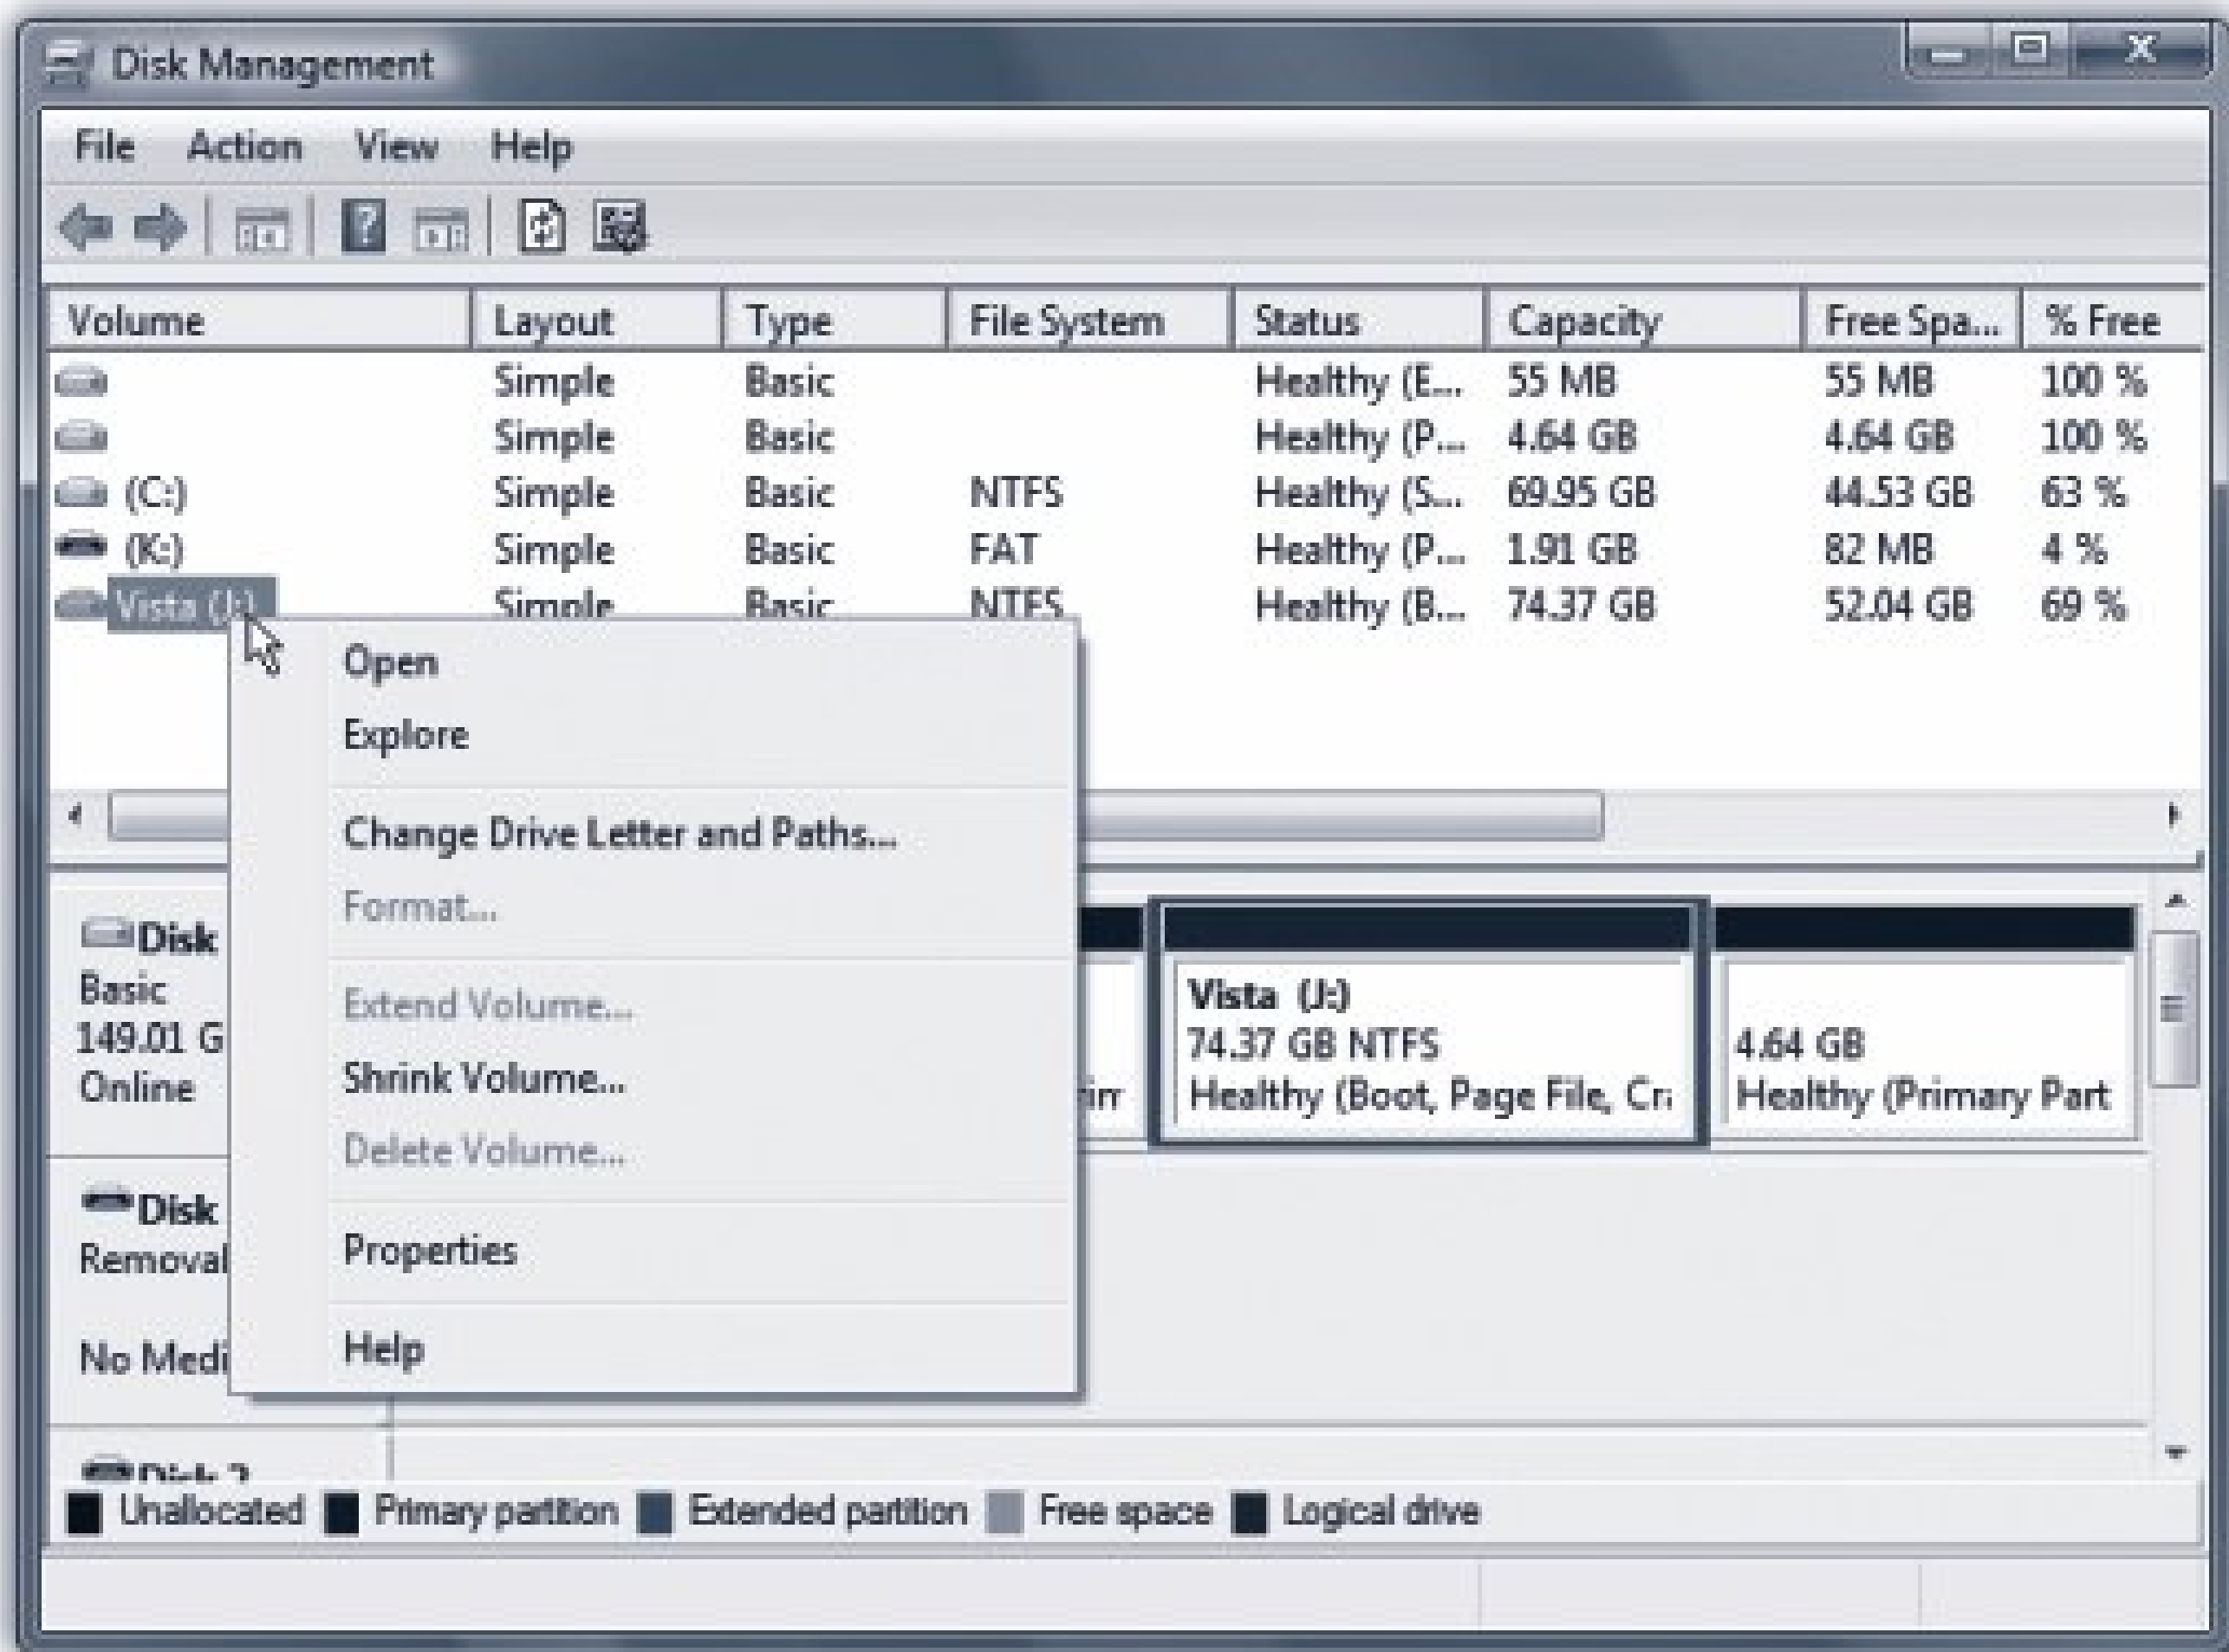 Disk Management
File Action View Help
Volume Layout Type File System Status Capacity Free Spa... % Free
Simple Basic Healthy (E... 55 MB 55 MB 100 %
Simple Basic Healthy (P... 4.64 GB 4.64 GB 100 %
(C:) Simple Basic NTFS Healthy (S... 69.95 GB 44.53 GB 63 %
(K:) Simple Basic FAT Healthy (P... 1.91 GB 82 MB 4 %
Vista (J:) Simple Basic NTFS Healthy (B... 74.37 GB 52.04 GB 69 %
Open
Explore
Change Drive Letter and Paths...
Format...
Extend Volume...
Shrink Volume...
Delete Volume...
Properties
Help
Disk
Basic
149.01 G
Online
Vista (J:)
74.37 GB NTFS
Healthy (Boot, Page File, Cra
4.64 GB
Healthy (Primary Part
Disk
Removal
No Medi
Disk 2
Unallocated Primary partition Extended partition Free space Logical drive